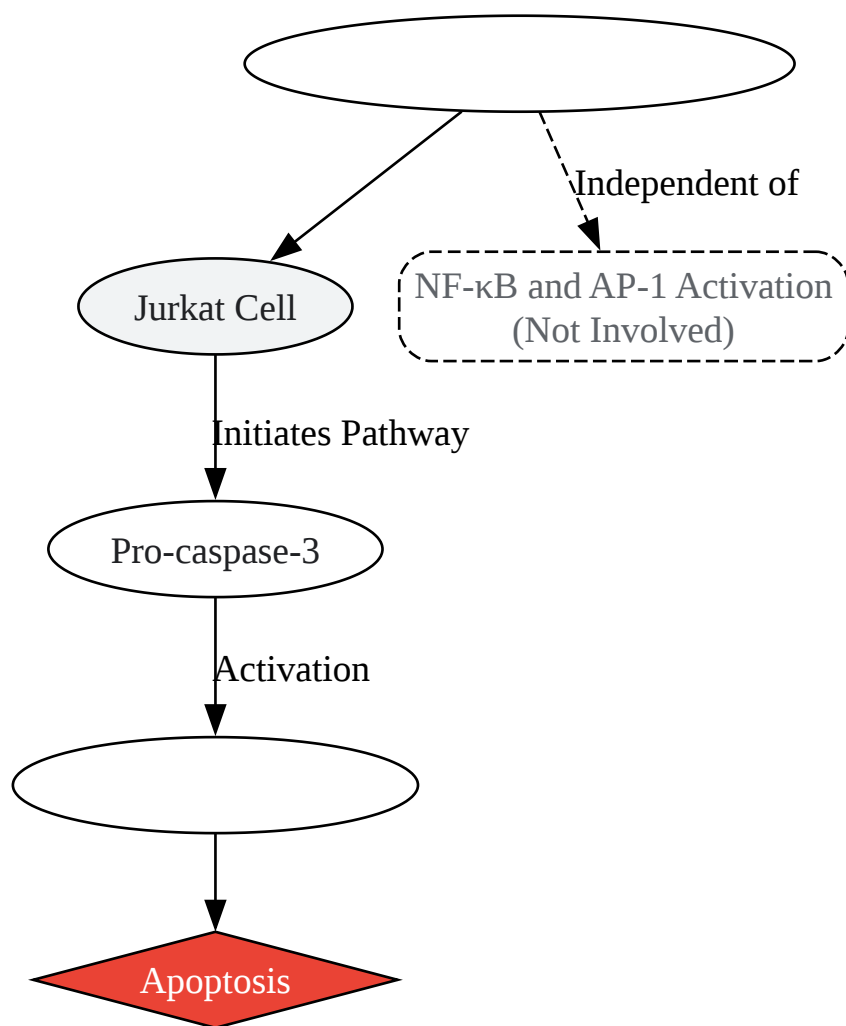 Independent of
NF-κB and AP-1 Activation
(Not Involved)
Jurkat Cell
Initiates Pathway
Pro-caspase-3
Activation
Apoptosis